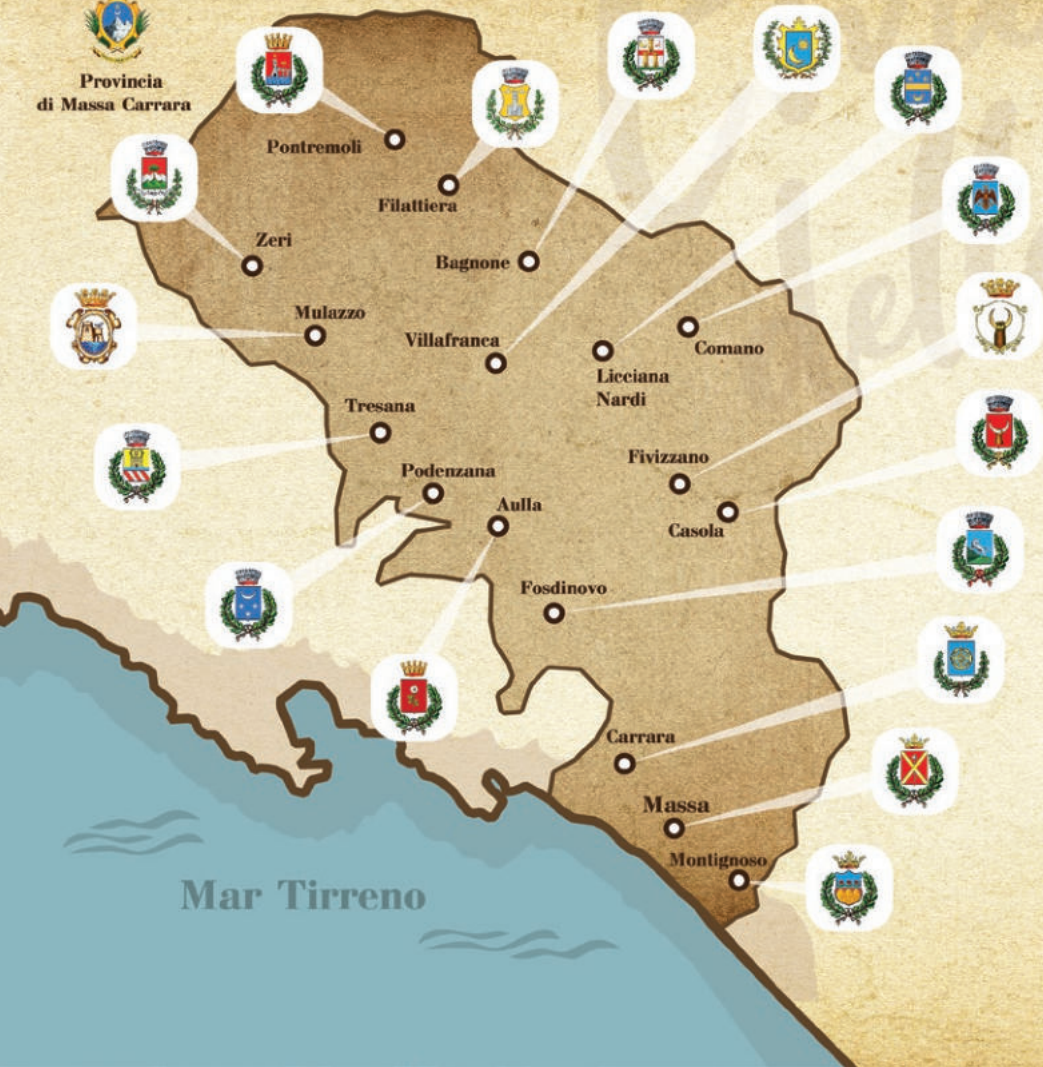 Provincia
di Massa Carrara
Pontremoli
Filattiera
Zeri
Bagnone
Mulazzo
Villafranca
Comano
Licciana
Nardi
Tresana
Fivizzano
Podenzana
Aulla
Casola
Fosdinovo
Carrara
Massa
Montignoso
Mar Tirreno